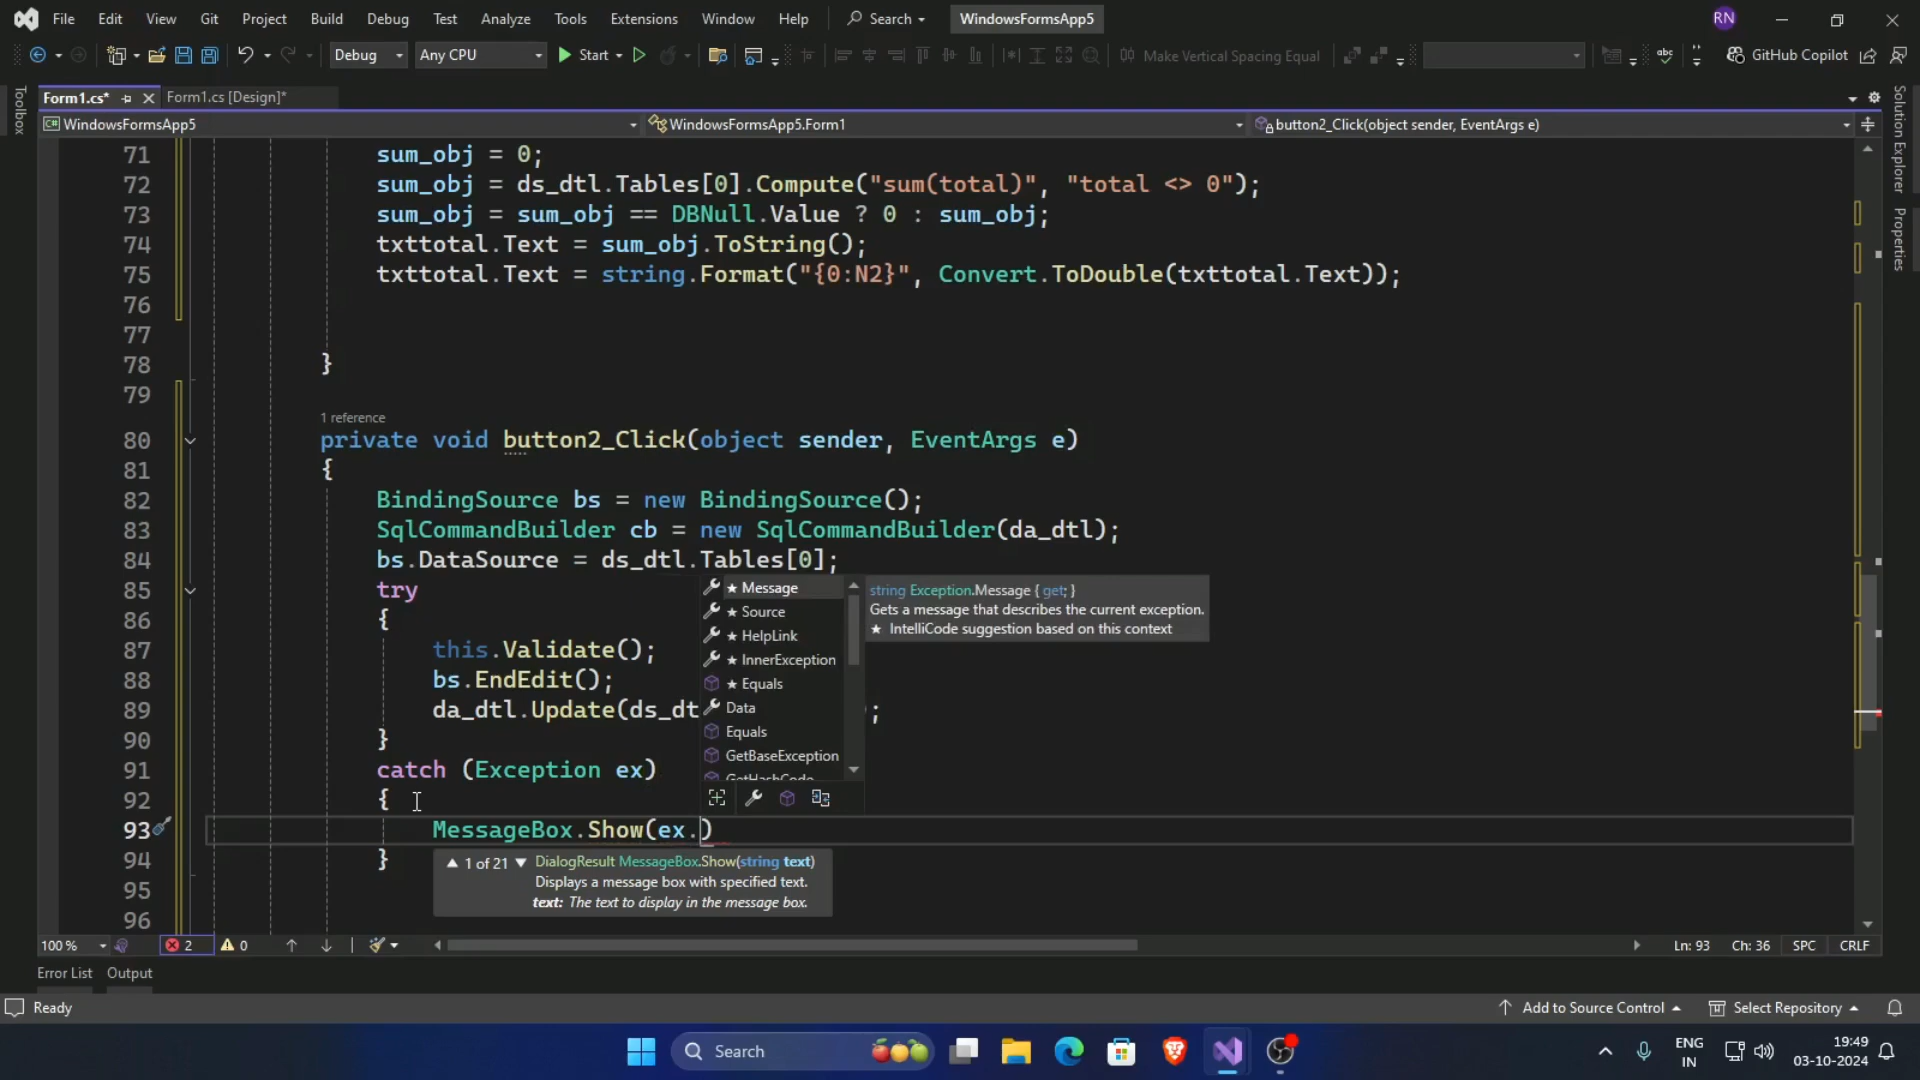 File Edit View Git Project Build Debug Test Analyze Tools Extensions Window Help Search WindowsFormsApp5 RN
Debug Any CPU Start Make Vertical Spacing Equal abc GitHub Copilot
Form1.cs* Form1.cs [Design]*
WindowsFormsApp5 WindowsFormsApp5.Form1 button2_Click(object sender, EventArgs e)
Toolbox
Solution Explorer
Properties
71 sum_obj = 0;
72 sum_obj = ds_dtl.Tables[0].Compute("sum(total)", "total <> 0");
73 sum_obj = sum_obj == DBNull.Value ? 0 : sum_obj;
74 txttotal.Text = sum_obj.ToString();
75 txttotal.Text = string.Format("{0:N2}", Convert.ToDouble(txttotal.Text));
76
77
78 }
79
1 reference
80 private void button2_Click(object sender, EventArgs e)
81 {
82 BindingSource bs = new BindingSource();
83 SqlCommandBuilder cb = new SqlCommandBuilder(da_dtl);
84 bs.DataSource = ds_dtl.Tables[0];
85 try
86 {
87 this.Validate();
88 bs.EndEdit();
89 da_dtl.Update(ds_dt ;
90 }
91 catch (Exception ex)
92 {
93 MessageBox.Show(ex.)
94 }
95
96
★ Message
★ Source
★ HelpLink
★ InnerException
★ Equals
Data
Equals
GetBaseException
GetHashCode
string Exception.Message { get; }
Gets a message that describes the current exception.
★ IntelliCode suggestion based on this context
▲ 1 of 21 ▼ DialogResult MessageBox.Show(string text)
Displays a message box with specified text.
text: The text to display in the message box.
100 % 2 0 Ln: 93 Ch: 36 SPC CRLF
Error List Output
Ready Add to Source Control Select Repository
Search ENG IN 19:49 03-10-2024